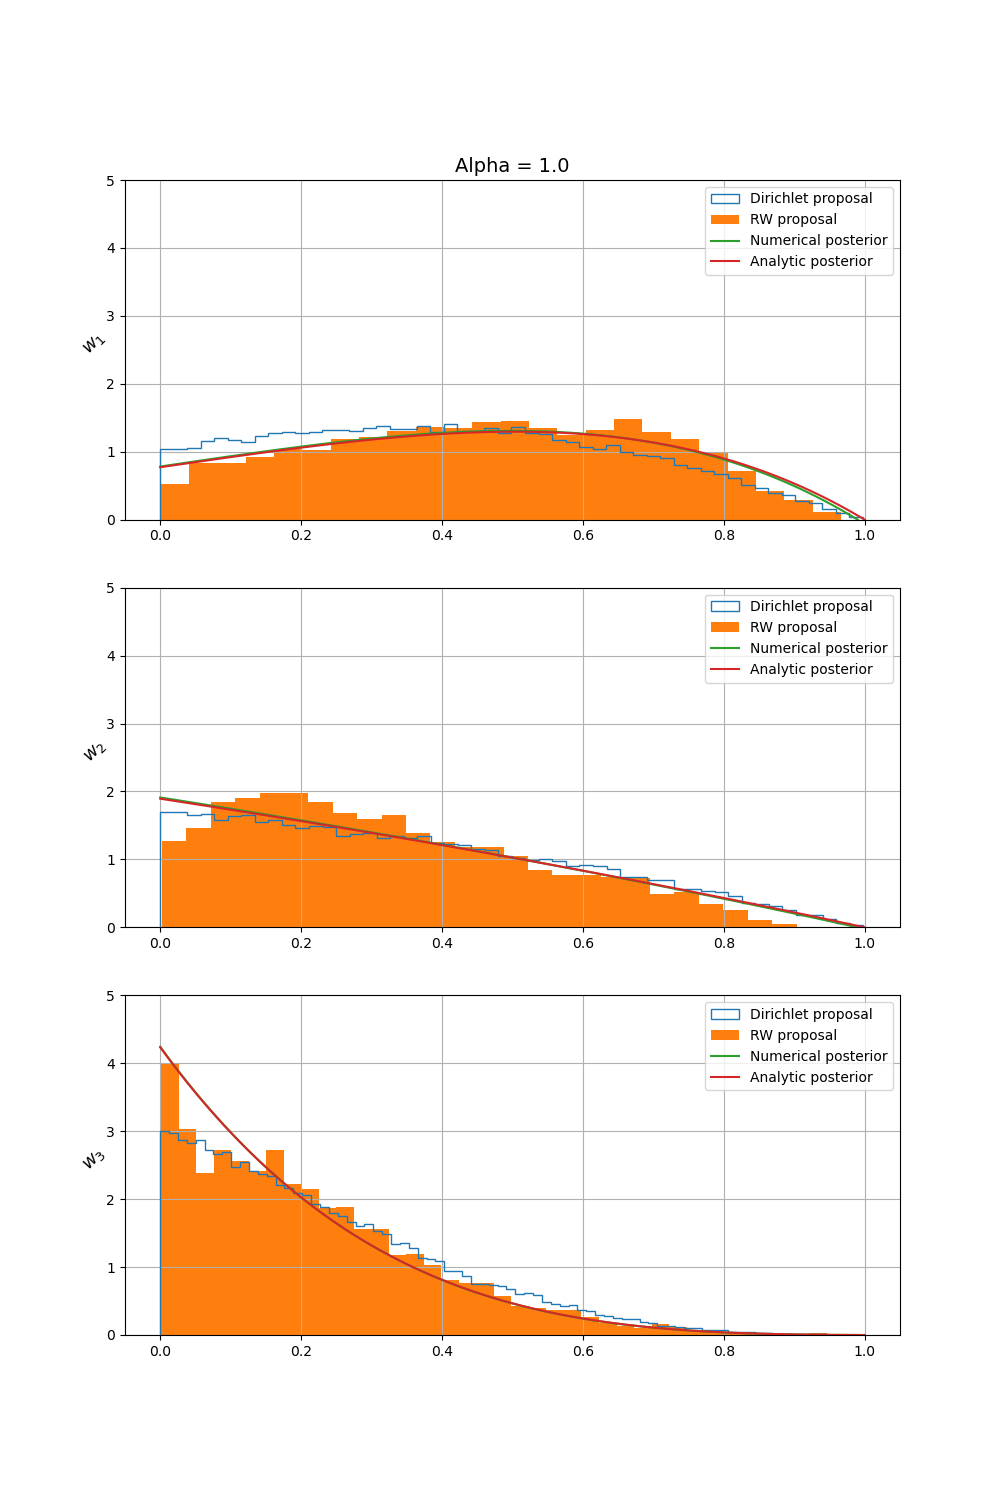 Alpha = 1.0
5
4
3
2
1
0
w1
Dirichlet proposal
RW proposal
Numerical posterior
Analytic posterior
0.0 0.2 0.4 0.6 0.8 1.0
5
4
3
2
1
0
w2
Dirichlet proposal
RW proposal
Numerical posterior
Analytic posterior
0.0 0.2 0.4 0.6 0.8 1.0
5
4
3
2
1
0
w3
Dirichlet proposal
RW proposal
Numerical posterior
Analytic posterior
0.0 0.2 0.4 0.6 0.8 1.0